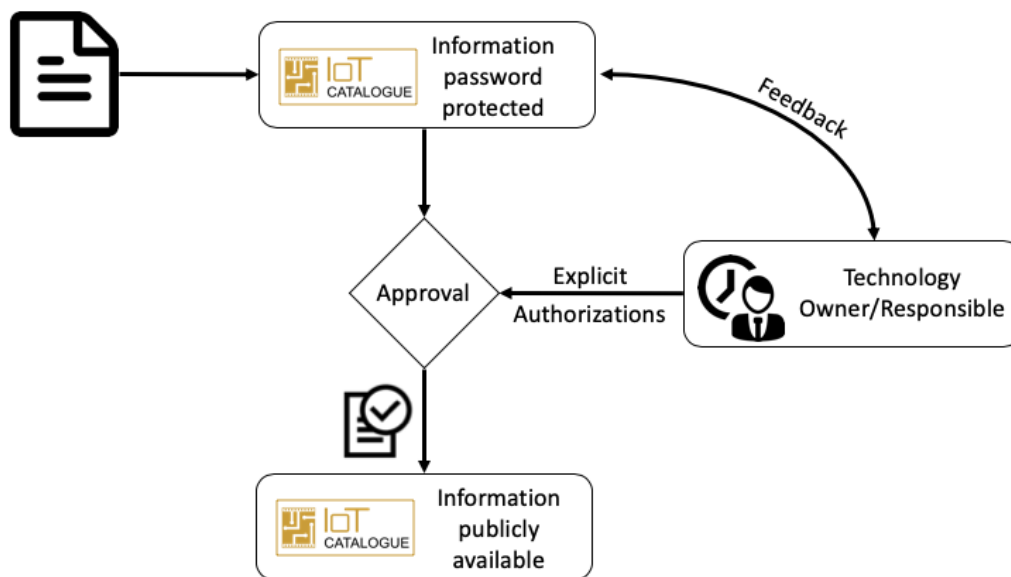 IoT
CATALOGUE
Information
password
protected
Feedback
Approval
Explicit
Authorizations
Technology
Owner/Responsible
IoT
CATALOGUE
Information
publicly
available